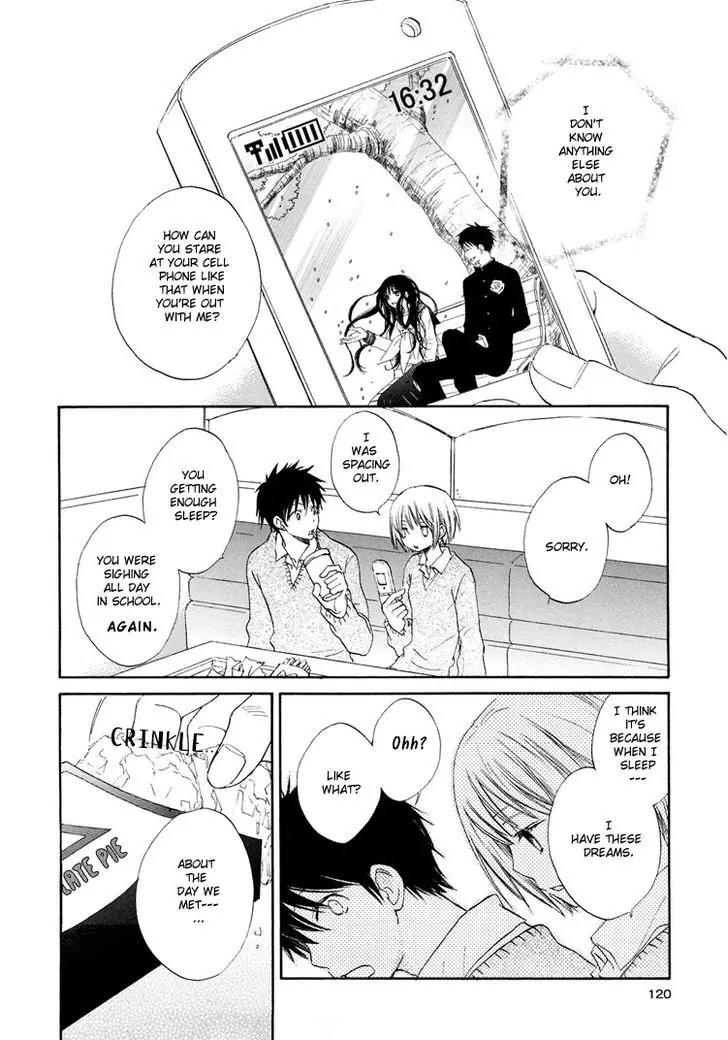 I
DON'T
KNOW
ANYTHING
ELSE
ABOUT
YOU.
16:32
HOW CAN
YOU STARE
AT YOUR CELL
PHONE LIKE
THAT WHEN
YOU'RE OUT
WITH ME?
OH!
SORRY.
I
WAS
SPACING
OUT.
YOU
GETTING
ENOUGH
SLEEP?
YOU WERE
SIGHING
ALL DAY
IN SCHOOL.
AGAIN.
I THINK
IT'S
BECAUSE
WHEN I
SLEEP
---
I
HAVE THESE
DREAMS.
Ohh?
LIKE
WHAT?
CRINKLE...
LATE PIE
ABOUT
THE
DAY WE
MET---
...
120